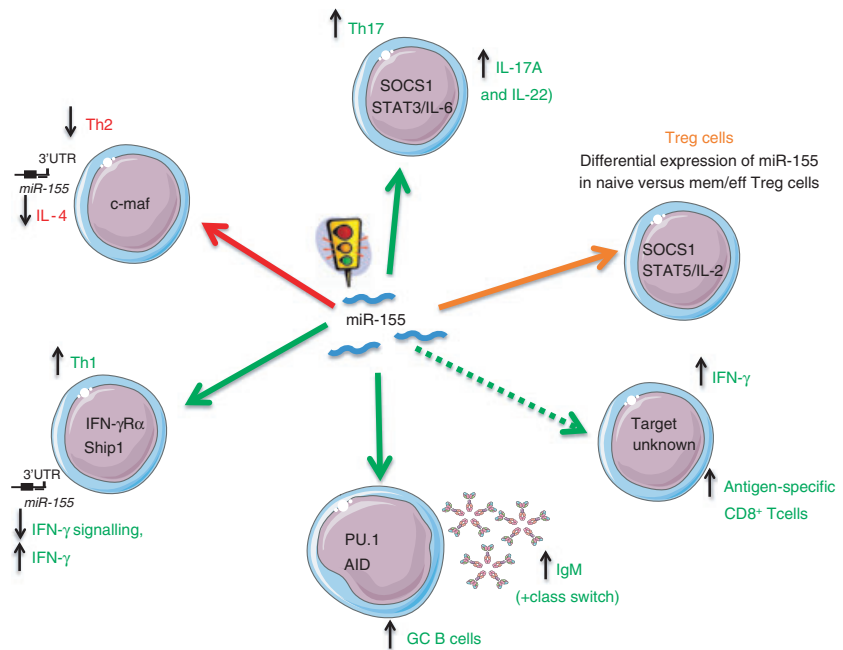 Th17
SOCS1
STAT3/IL-6
IL-17A
and IL-22)
Th2
3'UTR
miR-155
IL-4
c-maf
Treg cells
Differential expression of miR-155
in naive versus mem/eff Treg cells
SOCS1
STAT5/IL-2
miR-155
Th1
IFN-γRα
Ship1
3'UTR
miR-155
IFN-γ signalling,
IFN-γ
IFN-γ
Target
unknown
Antigen-specific
CD8⁺ Tcells
PU.1
AID
IgM
(+class switch)
GC B cells